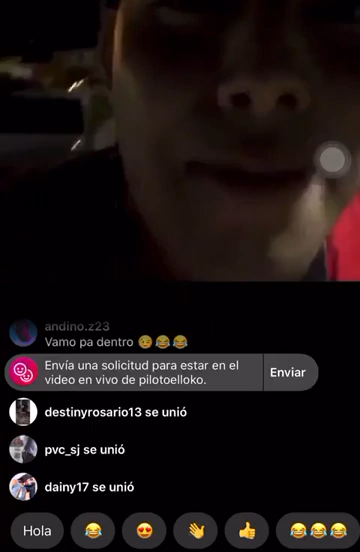 andino.z23
Vamo pa dentro 😉😂😂
Envía una solicitud para estar en el
video en vivo de pilotoelloko.
Enviar
destinyrosario13 se unió
pvc_sj se unió
dainy17 se unió
Hola 😂 😍 👋 👍 😂😂😂